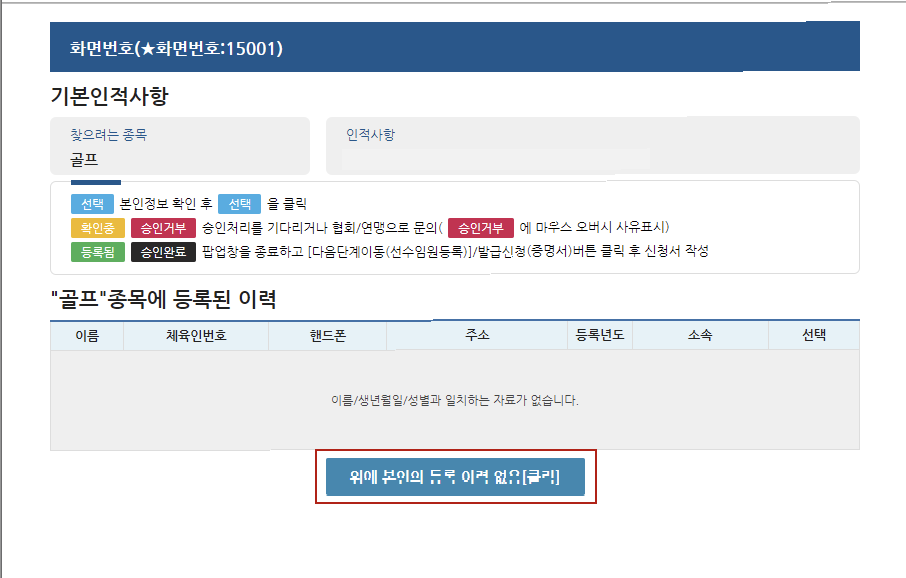 화면번호(★화면번호:15001)
기본인적사항
찾으려는 종목
골프
인적사항
선택 본인정보 확인 후 선택 을 클릭
확인중 승인거부 승인처리를 기다리거나 협회/연맹으로 문의( 승인거부 에 마우스 오버시 사유표시)
등록됨 승인완료 팝업창을 종료하고 [다음단계이동(선수임원등록)]/발급신청(증명서)버튼 클릭 후 신청서 작성
"골프"종목에 등록된 이력
이름 체육인번호 핸드폰 주소 등록년도 소속 선택
이름/생년월일/성별과 일치하는 자료가 없습니다.
위에 본인의 등록 이력 없음[클릭]